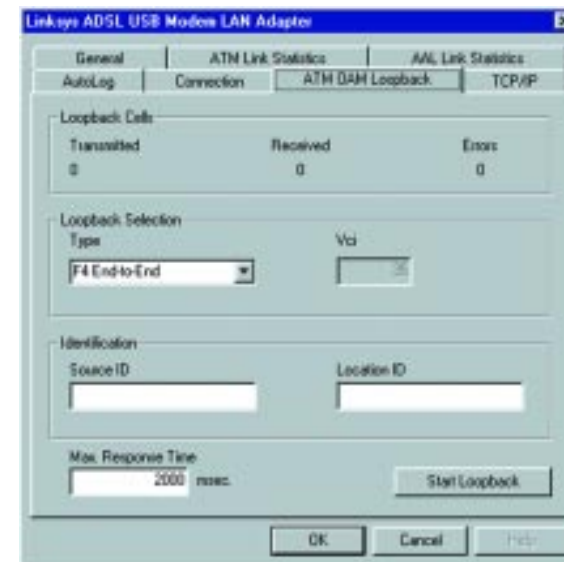 Linksys ADSL USB Modem LAN Adapter
General ATM Link Statistics AAL Link Statistics
AutoLog Connection ATM OAM Loopback TCP/IP
Loopback Cells
Transmitted Received Errors
0 0 0
Loopback Selection
Type Vci
F4 End-to-End
Identification
Source ID Location ID
Max. Response Time
2000 msec.
Start Loopback
OK Cancel Help